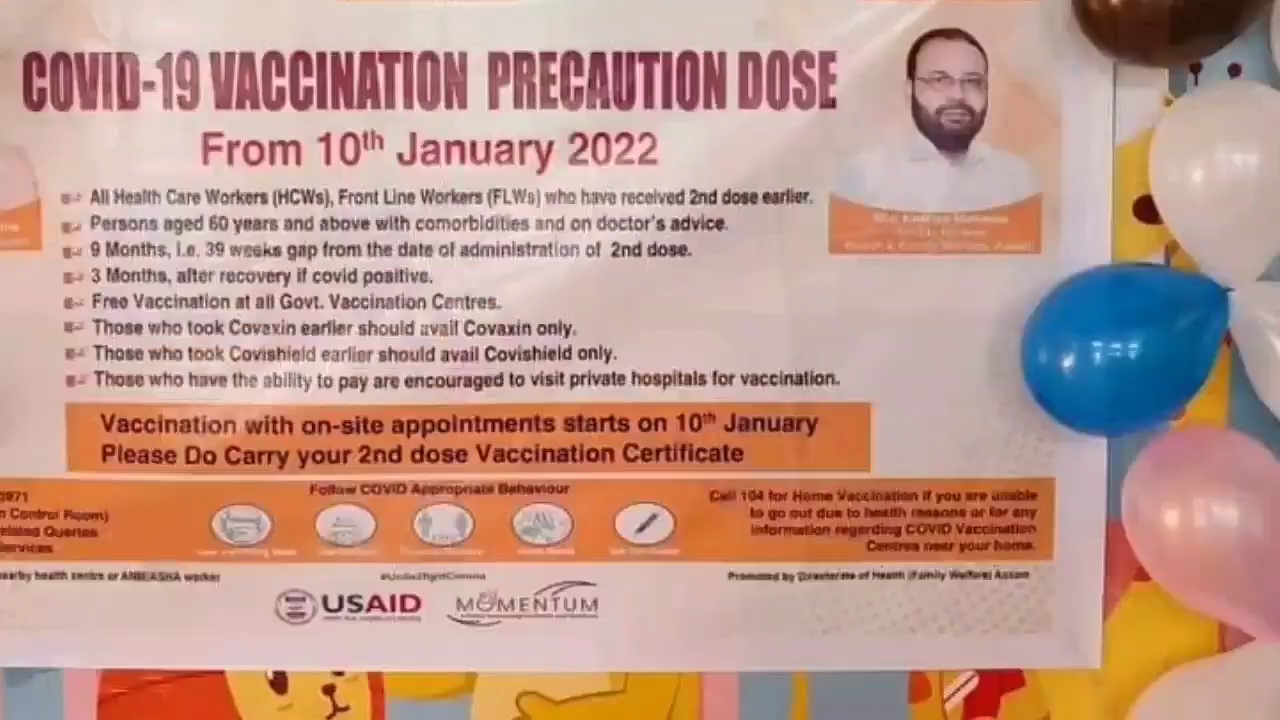 COVID-19 VACCINATION PRECAUTION DOSE
From 10th January 2022
All Health Care Workers (HCWs), Front Line Workers (FLWs) who have received 2nd dose earlier.
Persons aged 60 years and above with comorbidities and on doctor's advice.
9 Months, i.e. 39 weeks gap from the date of administration of 2nd dose.
3 Months, after recovery if covid positive.
Free Vaccination at all Govt. Vaccination Centres.
Those who took Covaxin earlier should avail Covaxin only.
Those who took Covishield earlier should avail Covishield only.
Those who have the ability to pay are encouraged to visit private hospitals for vaccination.
Vaccination with on-site appointments starts on 10th January
Please Do Carry your 2nd dose Vaccination Certificate
Control Room)
Queries
Follow COVID Appropriate Behaviour
Call 104 for Home Vaccination if you are unable
to go out due to health reasons or for any
information regarding COVID Vaccination
Centres near your home.
health centre or ANM/ASHA worker
Promoted by Directorate of Health (Family Welfare) Assam
USAID
MOMENTUM